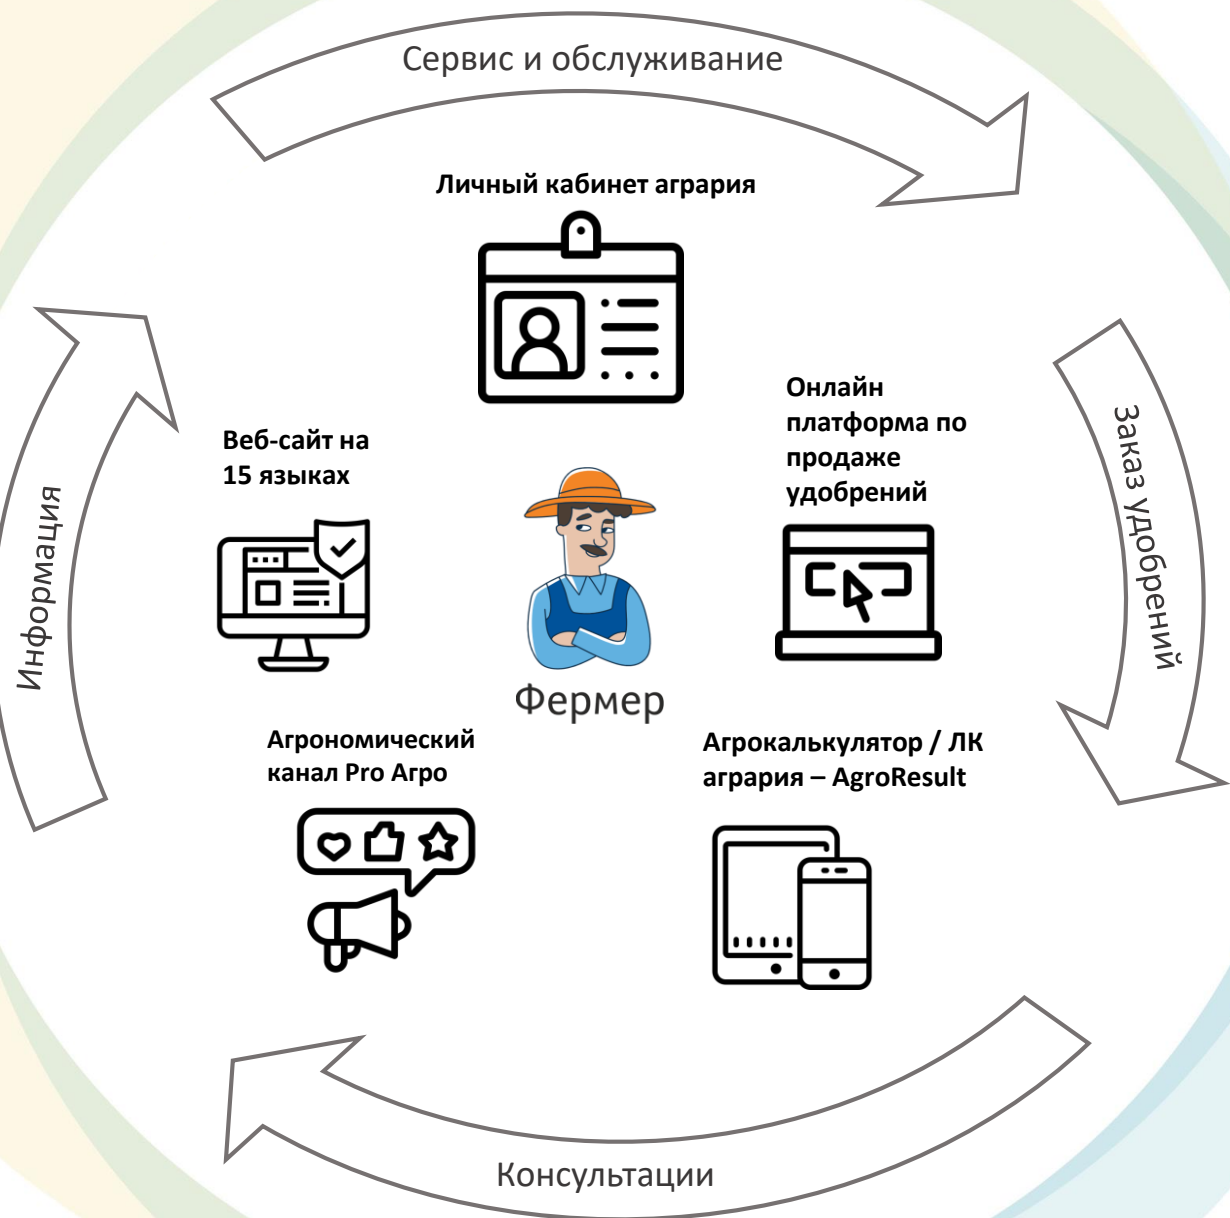 Сервис и обслуживание
Личный кабинет агрария
Онлайн
платформа по
продаже
удобрений
Заказ удобрений
Веб-сайт на
15 языках
Информация
Фермер
Агрономический
канал Pro Агро
Агрокалькулятор / ЛК
агрария – AgroResult
Консультации